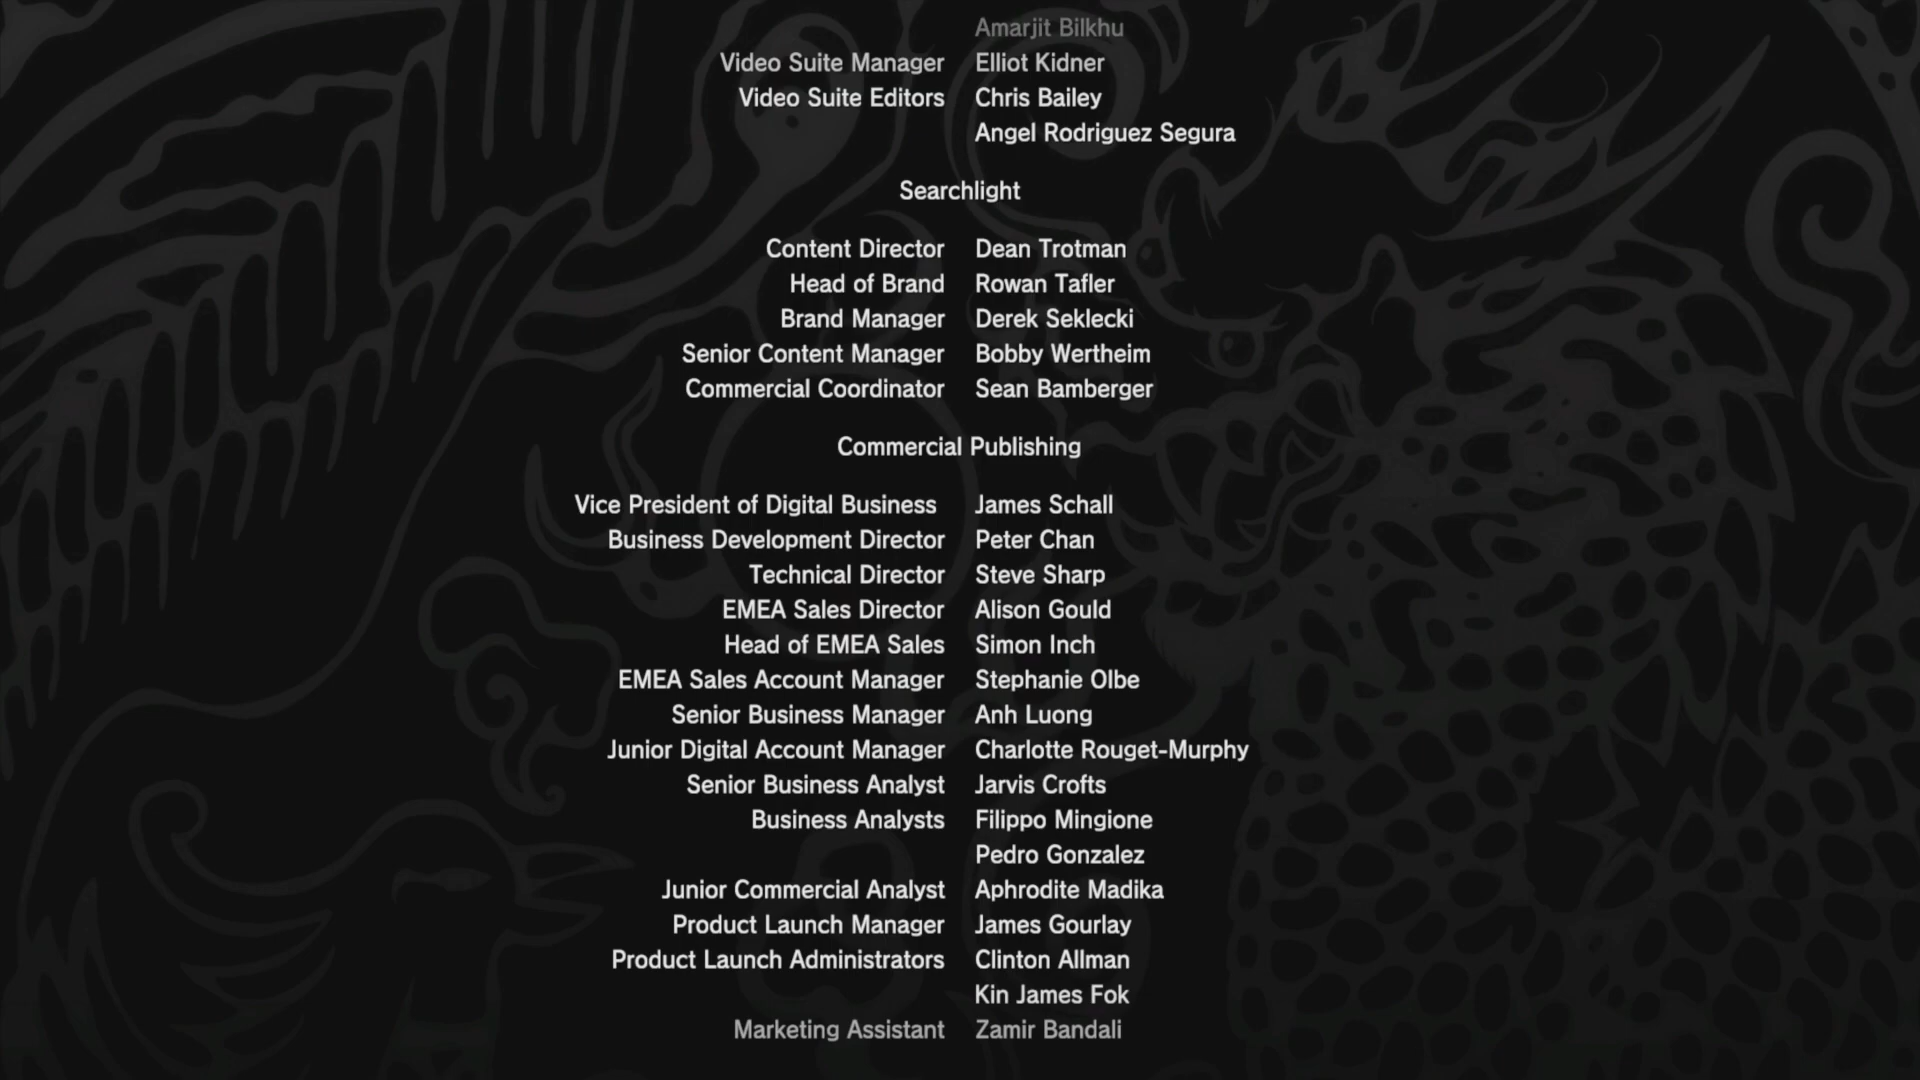 Amarjit Bilkhu
Video Suite Manager Elliot Kidner
Video Suite Editors Chris Bailey
Angel Rodriguez Segura
Searchlight
Content Director Dean Trotman
Head of Brand Rowan Tafler
Brand Manager Derek Seklecki
Senior Content Manager Bobby Wertheim
Commercial Coordinator Sean Bamberger
Commercial Publishing
Vice President of Digital Business James Schall
Business Development Director Peter Chan
Technical Director Steve Sharp
EMEA Sales Director Alison Gould
Head of EMEA Sales Simon Inch
EMEA Sales Account Manager Stephanie Olbe
Senior Business Manager Anh Luong
Junior Digital Account Manager Charlotte Rouget-Murphy
Senior Business Analyst Jarvis Crofts
Business Analysts Filippo Mingione
Pedro Gonzalez
Junior Commercial Analyst Aphrodite Madika
Product Launch Manager James Gourlay
Product Launch Administrators Clinton Allman
Kin James Fok
Marketing Assistant Zamir Bandali